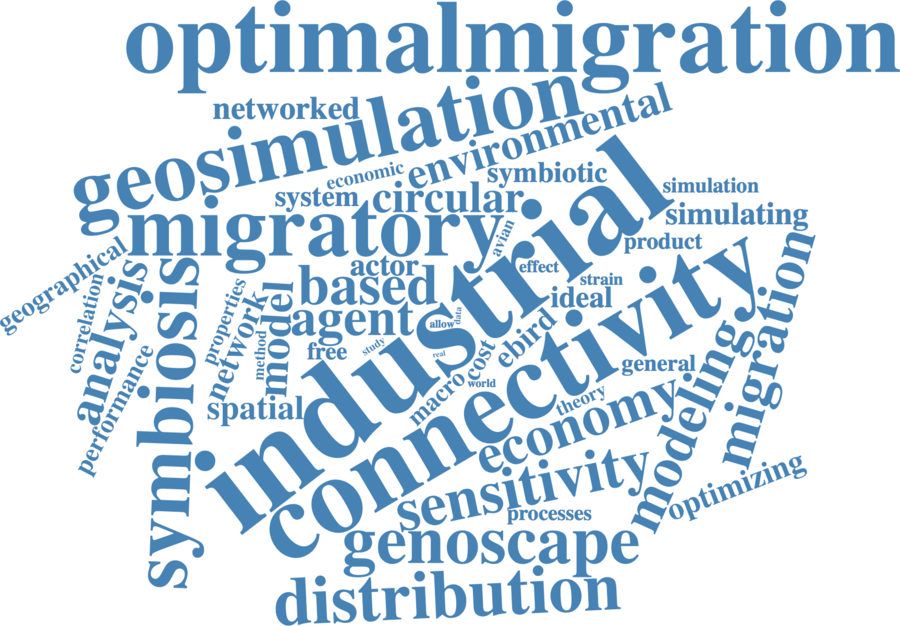 optimalmigration
networked
geosimulation
environmental
economic
symbiotic
system
circular
simulation
simulating
migratory
avian
product
geographical
actor
effect
industrial
strain
based
ideal
analysis
correlation
symbiosis
properties
network
method
model
agent
allow
data
connectivity
migration
free
study
real
cost
ebird
general
performance
spatial
macro
world
theory
economy
modeling
sensitivity
optimizing
processes
genoscape
distribution